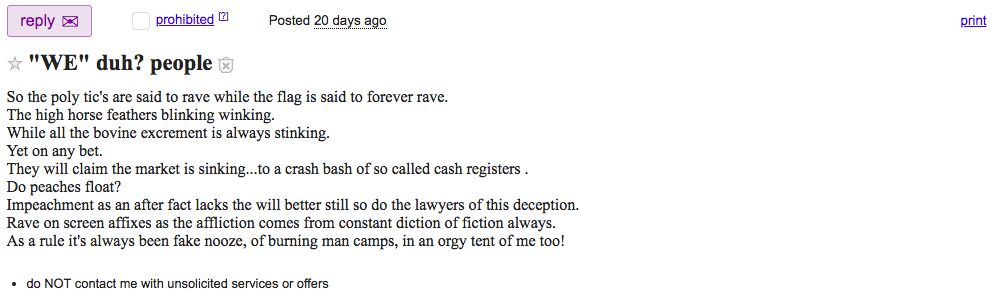 reply prohibited [?] Posted 20 days ago print
"WE" duh? people
So the poly tic's are said to rave while the flag is said to forever rave.
The high horse feathers blinking winking.
While all the bovine excrement is always stinking.
Yet on any bet.
They will claim the market is sinking...to a crash bash of so called cash registers .
Do peaches float?
Impeachment as an after fact lacks the will better still so do the lawyers of this deception.
Rave on screen affixes as the affliction comes from constant diction of fiction always.
As a rule it's always been fake nooze, of burning man camps, in an orgy tent of me too!
do NOT contact me with unsolicited services or offers